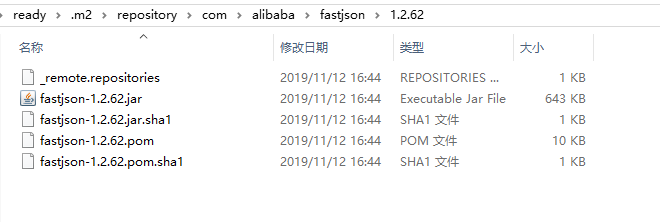 ready > .m2 > repository > com > alibaba > fastjson > 1.2.62
名称 修改日期 类型 大小
_remote.repositories 2019/11/12 16:44 REPOSITORIES ... 1 KB
fastjson-1.2.62.jar 2019/11/12 16:44 Executable Jar File 643 KB
fastjson-1.2.62.jar.sha1 2019/11/12 16:44 SHA1 文件 1 KB
fastjson-1.2.62.pom 2019/11/12 16:44 POM 文件 10 KB
fastjson-1.2.62.pom.sha1 2019/11/12 16:44 SHA1 文件 1 KB